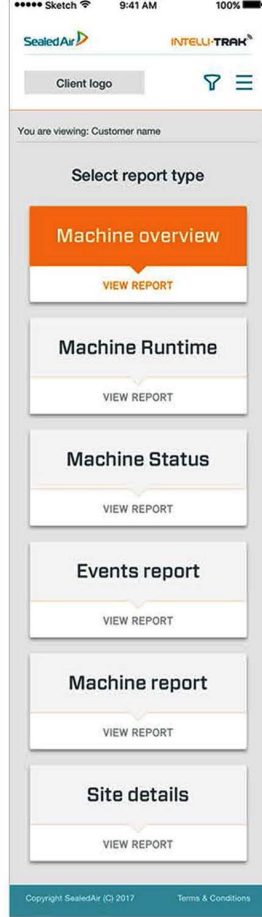 ••••• Sketch 9:41 AM 100%
Sealed Air INTELLI·TRAK
Client logo
You are viewing: Customer name
Select report type
Machine overview
VIEW REPORT
Machine Runtime
VIEW REPORT
Machine Status
VIEW REPORT
Events report
VIEW REPORT
Machine report
VIEW REPORT
Site details
VIEW REPORT
Copyright SealedAir (C) 2017 Terms & Conditions